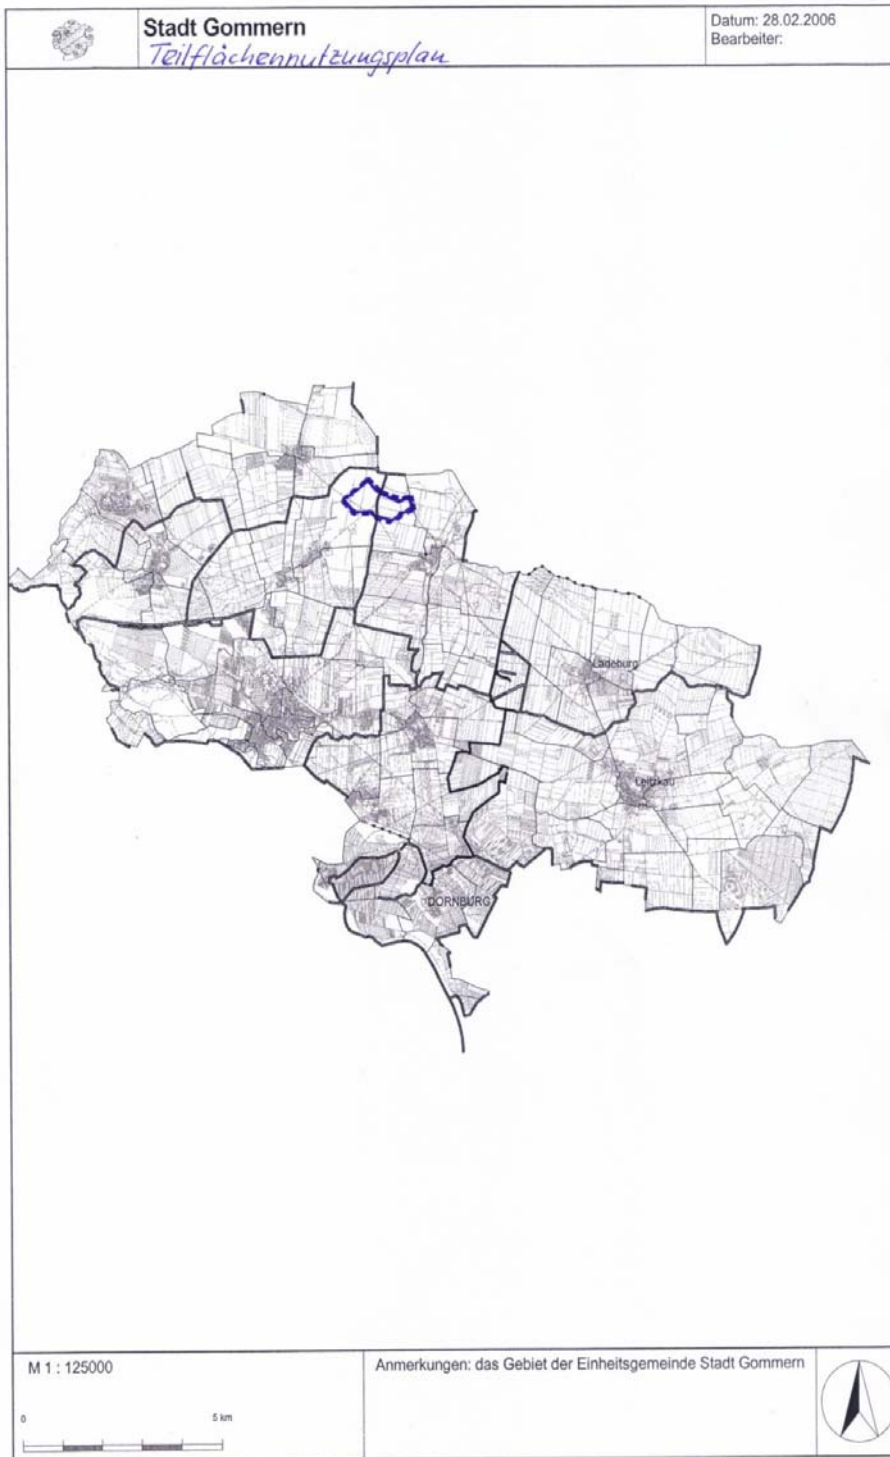 Stadt Gommern
Teilflächennutzungsplan
Datum: 28.02.2006
Bearbeiter:
Ladeburg
Leitzkau
DORNBURG
M 1 : 125000
0 5 km
Anmerkungen: das Gebiet der Einheitsgemeinde Stadt Gommern